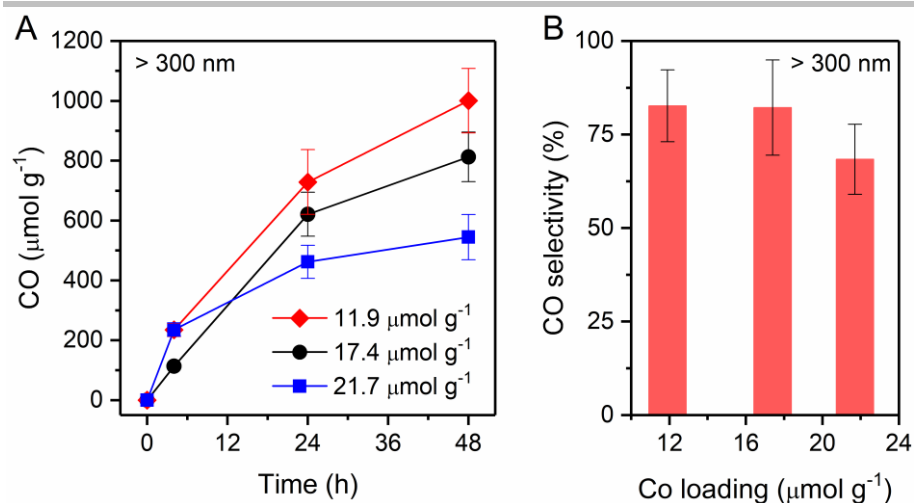 A
> 300 nm
CO (μmol g⁻¹)
1200
1000
800
600
400
200
0
11.9 μmol g⁻¹
17.4 μmol g⁻¹
21.7 μmol g⁻¹
0 12 24 36 48
Time (h)
B
> 300 nm
CO selectivity (%)
100
75
50
25
0
12 16 20 24
Co loading (μmol g⁻¹)